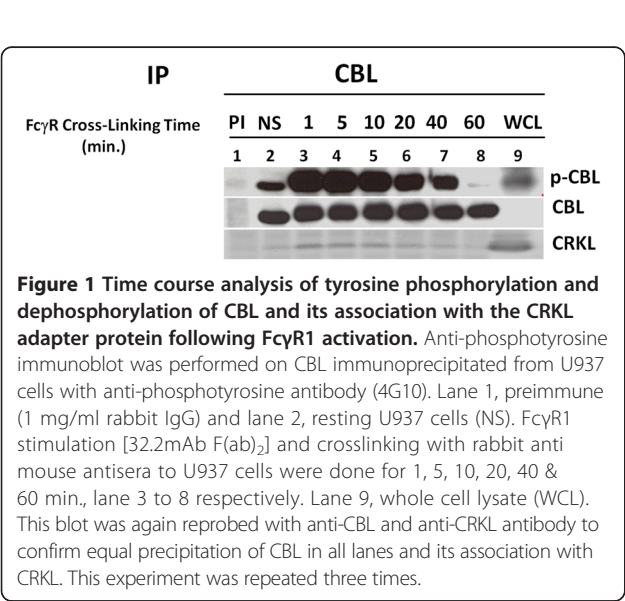 IP
CBL
FcγR Cross-Linking Time
(min.)
PI NS 1 5 10 20 40 60 WCL
1 2 3 4 5 6 7 8 9
p-CBL
CBL
CRKL
Figure 1 Time course analysis of tyrosine phosphorylation and
dephosphorylation of CBL and its association with the CRKL
adapter protein following FcγR1 activation. Anti-phosphotyrosine
immunoblot was performed on CBL immunoprecipitated from U937
cells with anti-phosphotyrosine antibody (4G10). Lane 1, preimmune
(1 mg/ml rabbit IgG) and lane 2, resting U937 cells (NS). FcγR1
stimulation [32.2mAb F(ab)₂] and crosslinking with rabbit anti
mouse antisera to U937 cells were done for 1, 5, 10, 20, 40 &
60 min., lane 3 to 8 respectively. Lane 9, whole cell lysate (WCL).
This blot was again reprobed with anti-CBL and anti-CRKL antibody to
confirm equal precipitation of CBL in all lanes and its association with
CRKL. This experiment was repeated three times.